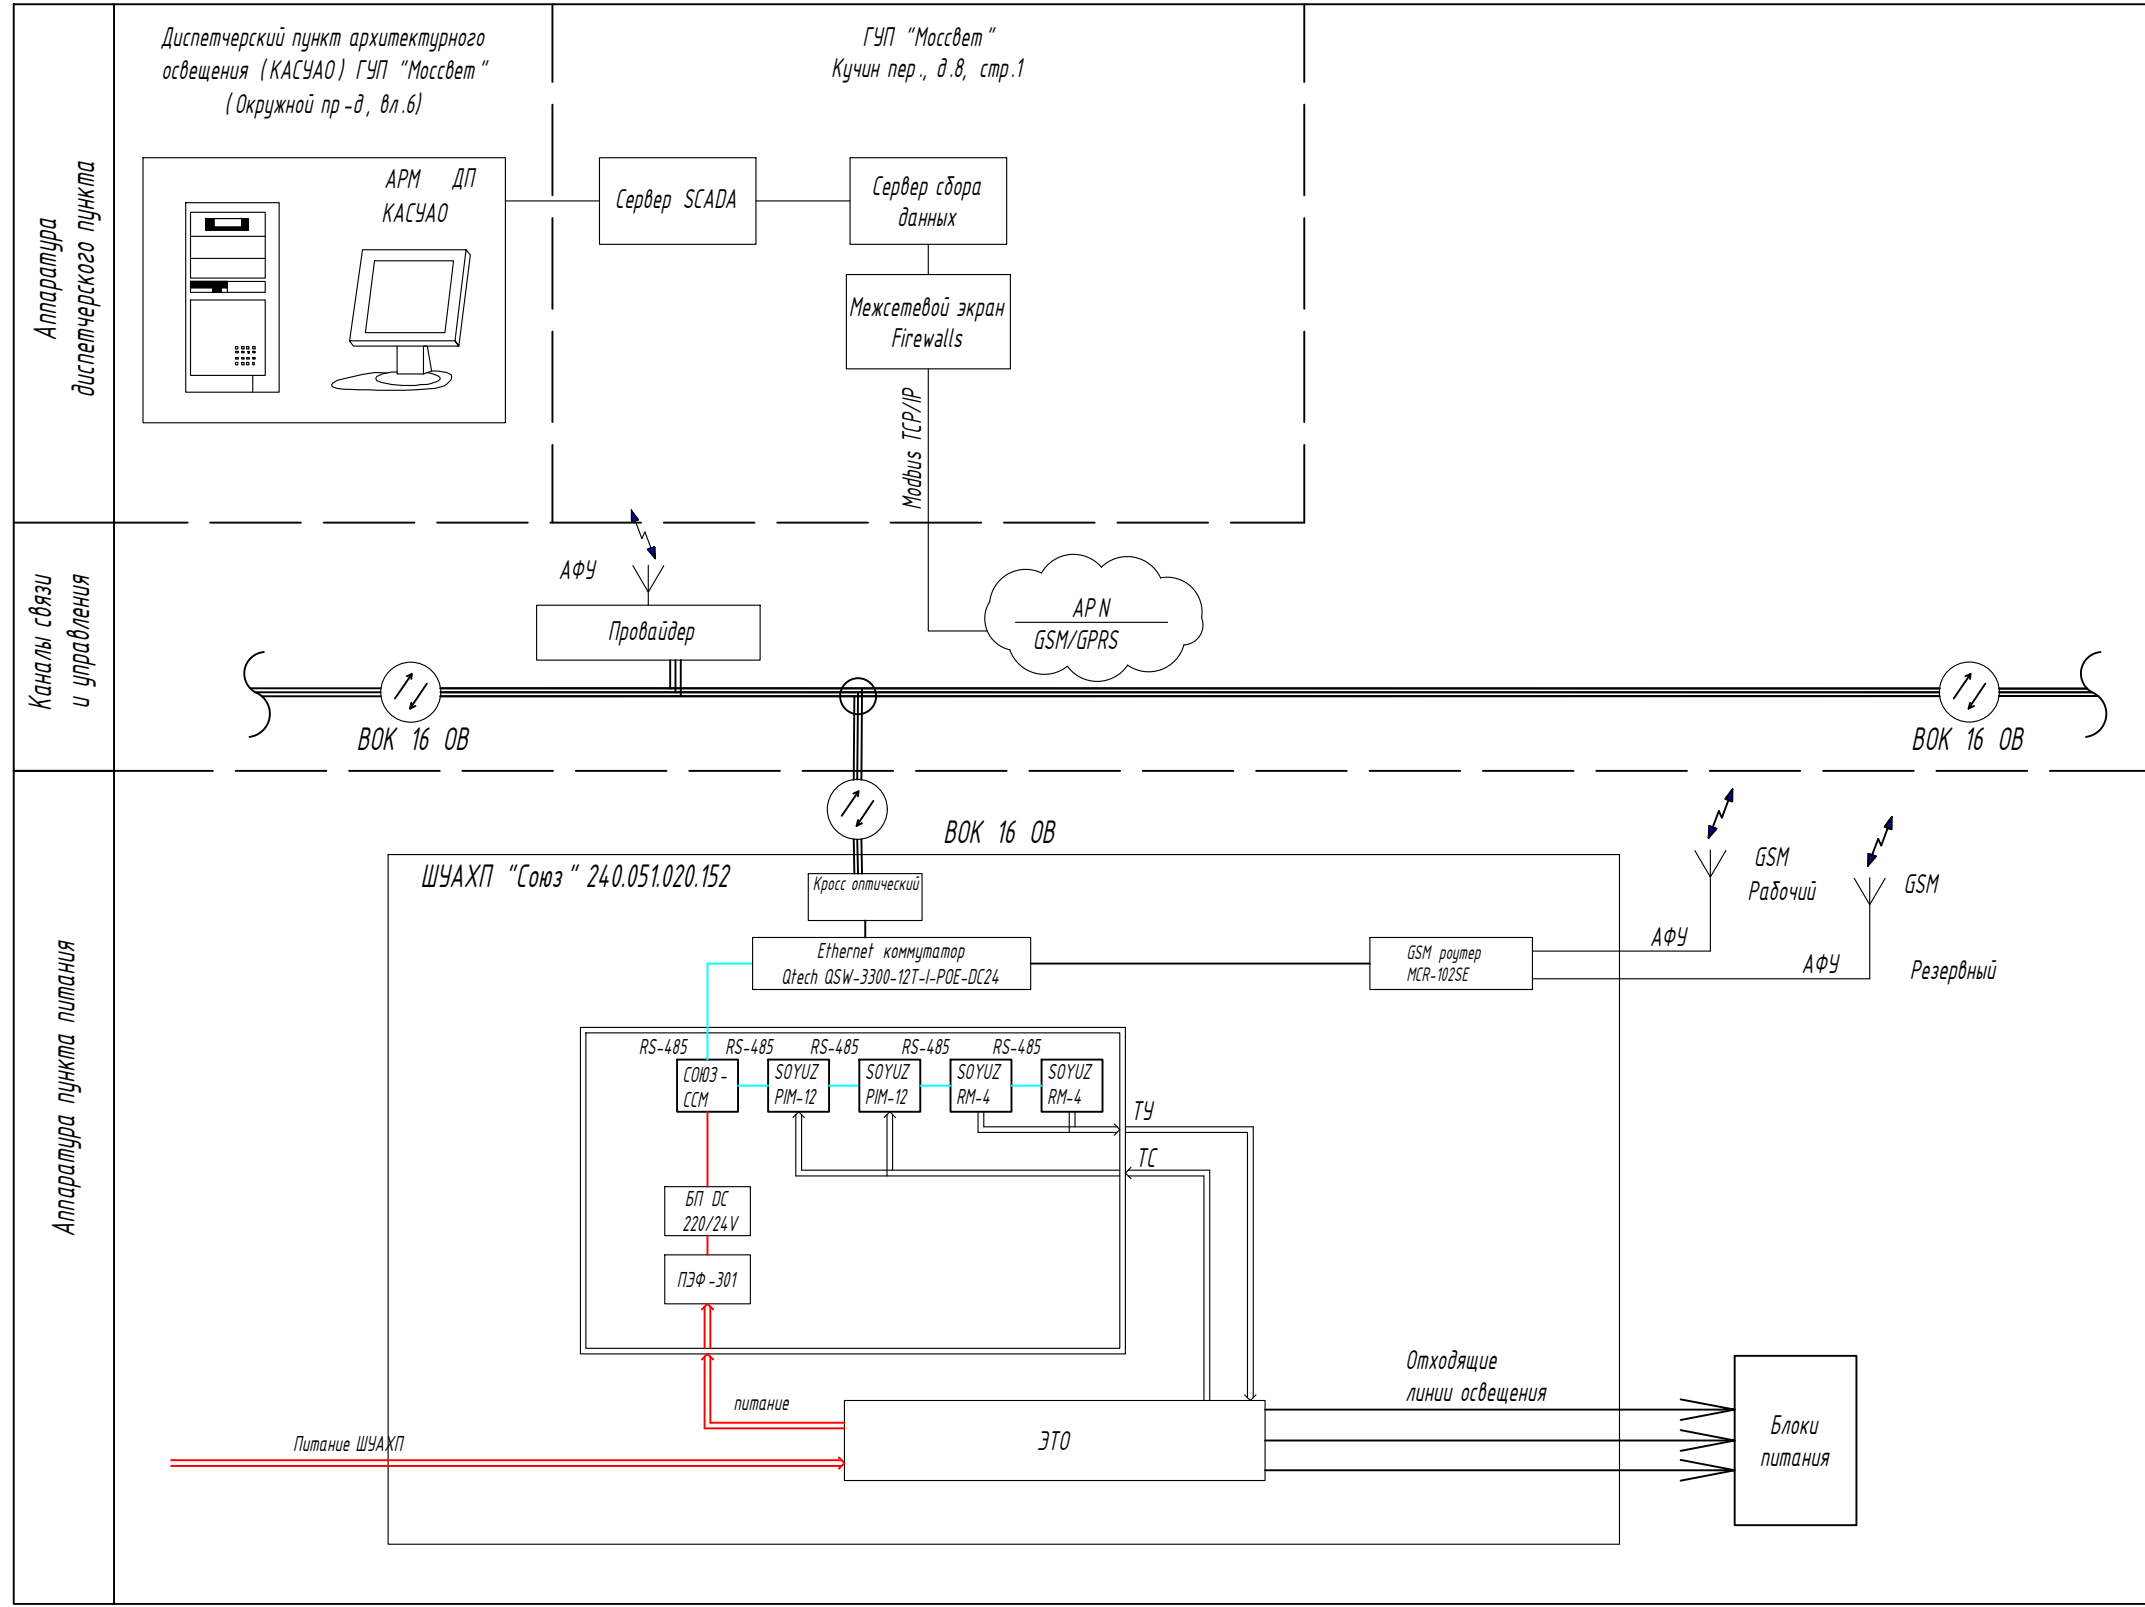 Диспетчерский пункт архитектурного
освещения (КАСУАО) ГУП "Моссвет"
(Окружной пр-д, вл.6)
ГУП "Моссвет"
Кучин пер., д.8, стр.1
Аппаратура
диспетчерского пункта
АРМ ДП
КАСУАО
Сервер SCADA
Сервер сбора
данных
Межсетевой экран
Firewalls
Modbus TCP/IP
Каналы связи
и управления
АФУ
Провайдер
APN
GSM/GPRS
ВОК 16 ОВ
ВОК 16 ОВ
Аппаратура пункта питания
ВОК 16 ОВ
ШУАХП "Союз" 240.051.020.152
Кросс оптический
Ethernet коммутатор
Qtech QSW-3300-12T-I-POE-DC24
GSM роутер
MCR-102SE
АФУ
GSM
Рабочий
АФУ
GSM
Резервный
RS-485
RS-485
RS-485
RS-485
RS-485
СОЮЗ-
ССМ
SOYUZ
PIM-12
SOYUZ
PIM-12
SOYUZ
RM-4
SOYUZ
RM-4
ТУ
ТС
БП DC
220/24V
ПЭФ-301
питание
Питание ШУАХП
ЭТО
Отходящие
линии освещения
Блоки
питания